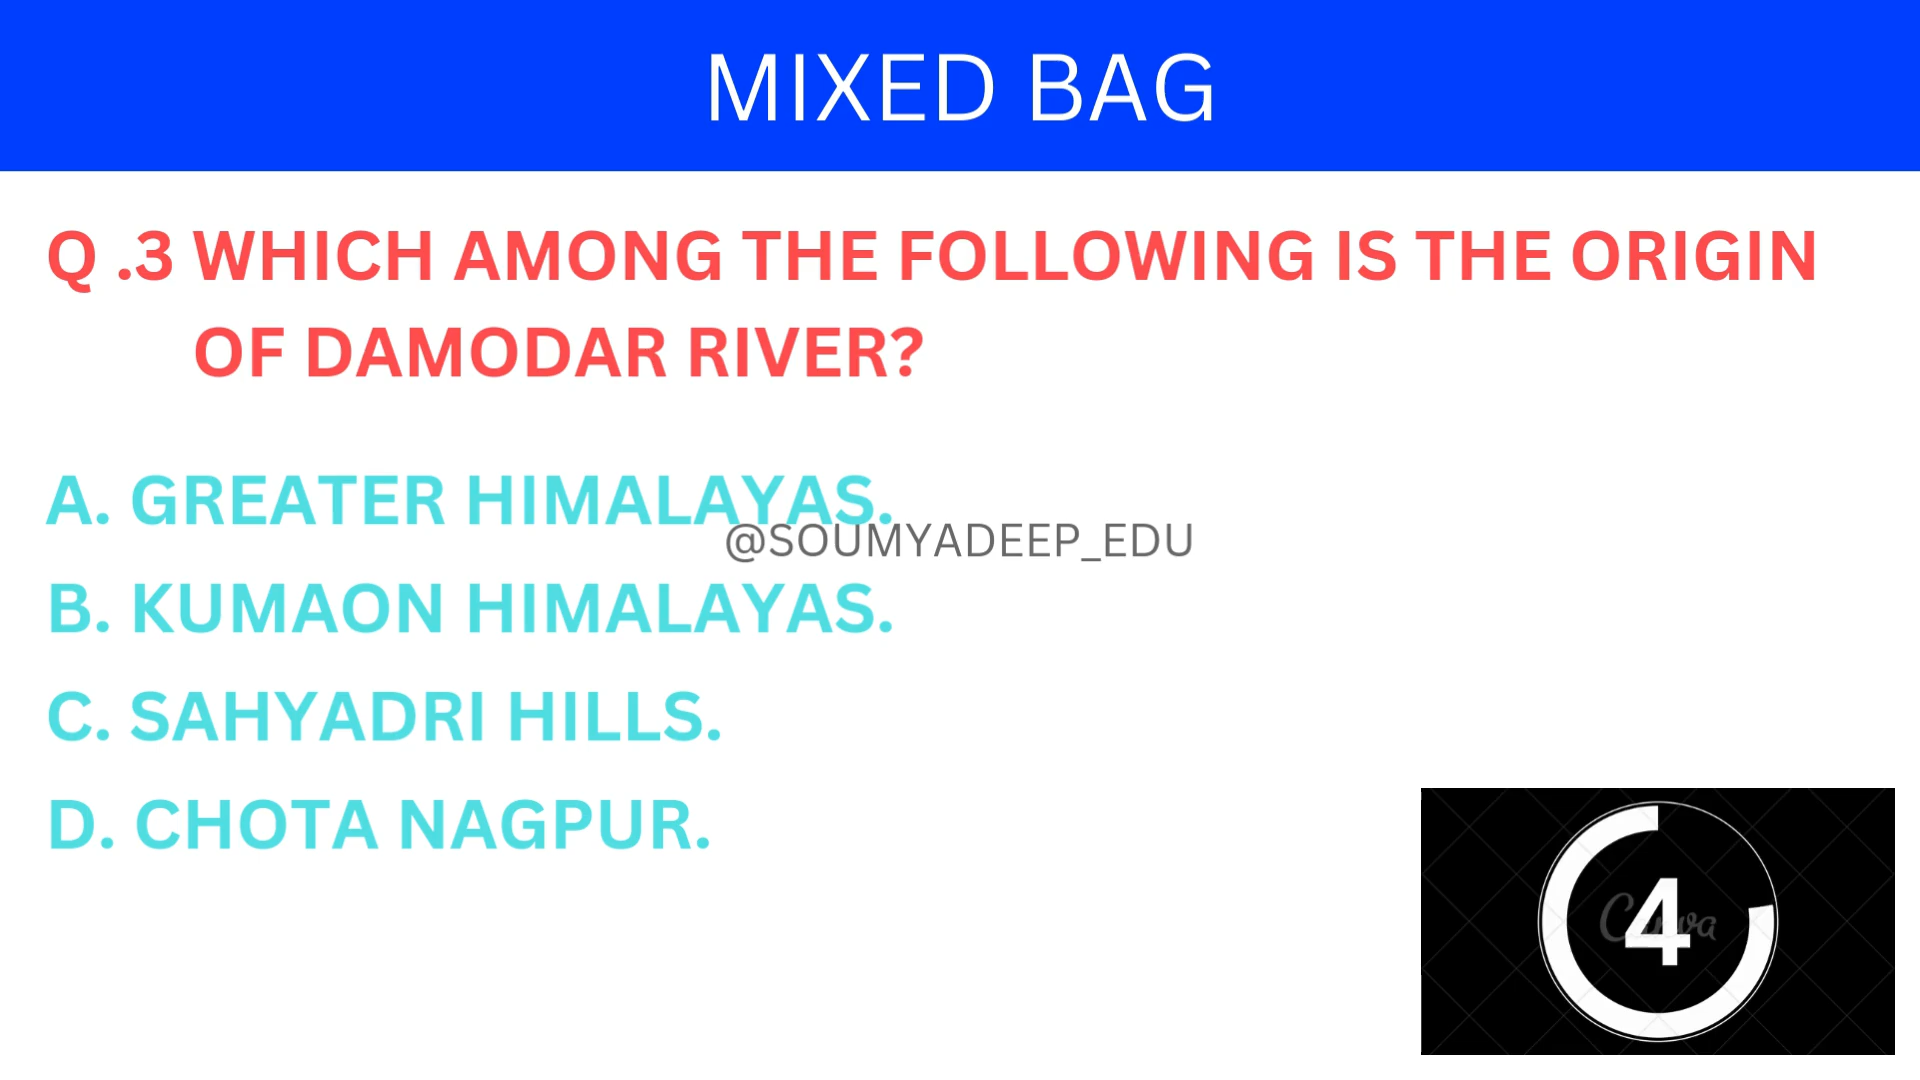 MIXED BAG
Q .3 WHICH AMONG THE FOLLOWING IS THE ORIGIN
OF DAMODAR RIVER?
A. GREATER HIMALAYAS.
@SOUMYADEEP_EDU
B. KUMAON HIMALAYAS.
C. SAHYADRI HILLS.
D. CHOTA NAGPUR.
Canva
4